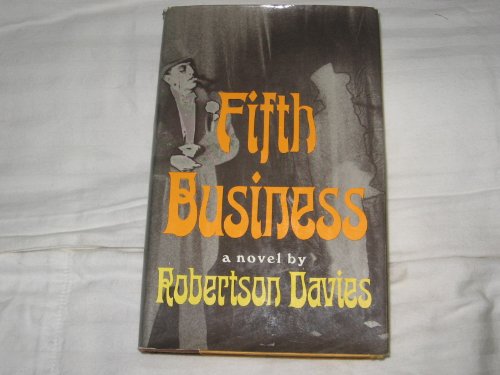 Fifth
Business
a novel by
Robertson Davies